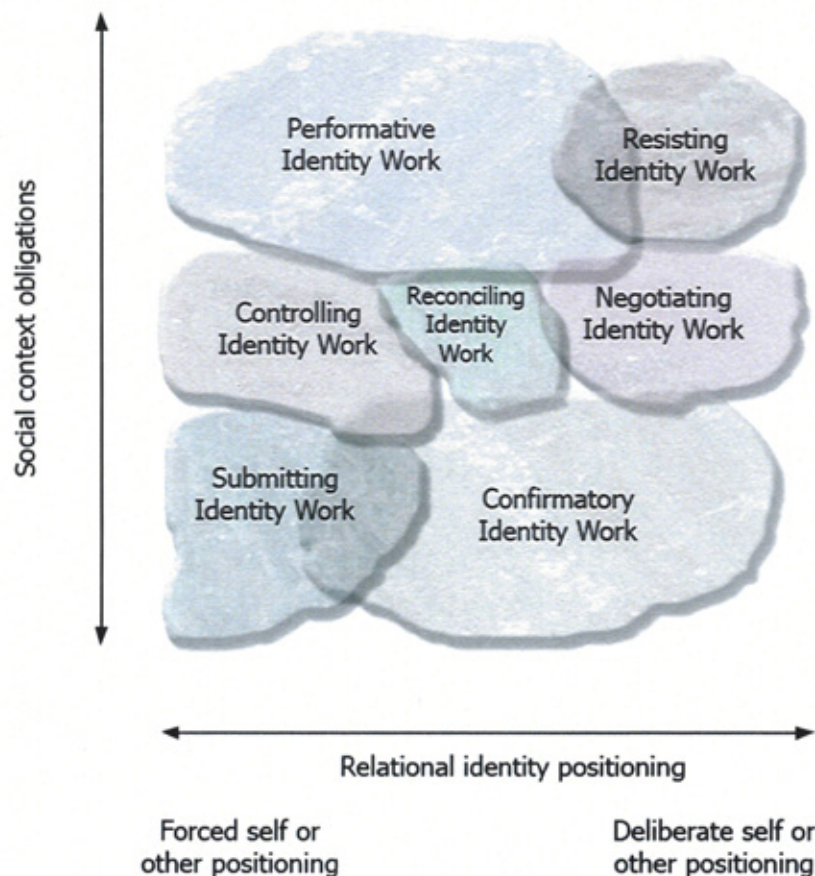 Social context obligations
Performative
Identity Work
Resisting
Identity Work
Controlling
Identity Work
Reconciling
Identity
Work
Negotiating
Identity Work
Submitting
Identity Work
Confirmatory
Identity Work
Relational identity positioning
Forced self or
other positioning
Deliberate self or
other positioning